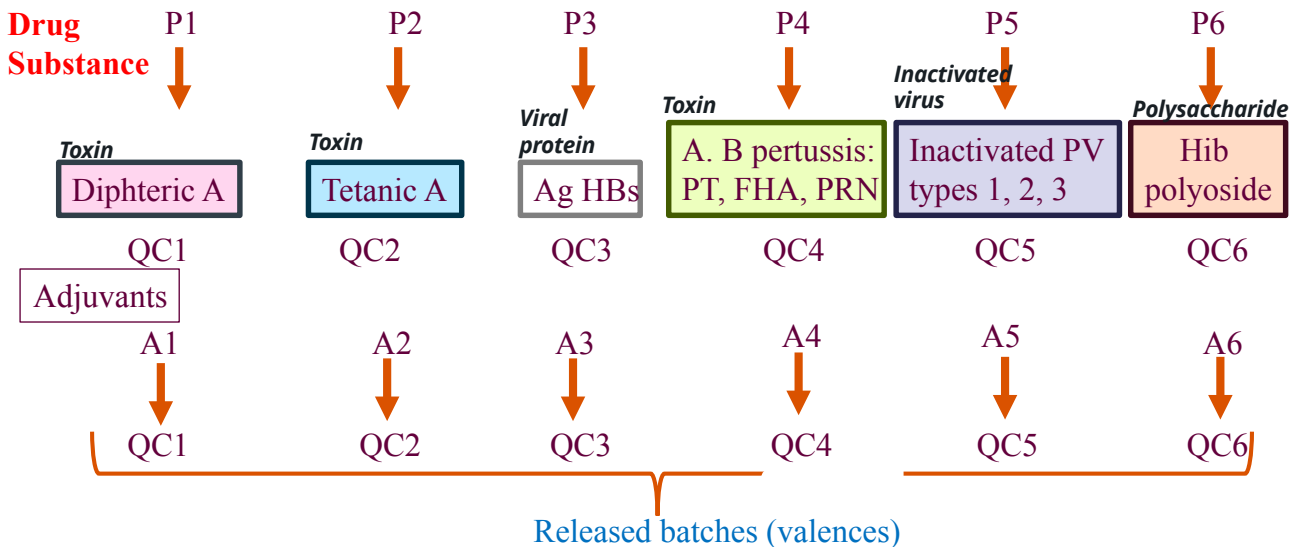 Drug
Substance
P1
P2
P3
P4
P5
P6
Toxin
Diphteric A
Toxin
Tetanic A
Viral
protein
Ag HBs
Toxin
A. B pertussis:
PT, FHA, PRN
Inactivated
virus
Inactivated PV
types 1, 2, 3
Polysaccharide
Hib
polyoside
QC1
QC2
QC3
QC4
QC5
QC6
Adjuvants
A1
A2
A3
A4
A5
A6
QC1
QC2
QC3
QC4
QC5
QC6
Released batches (valences)